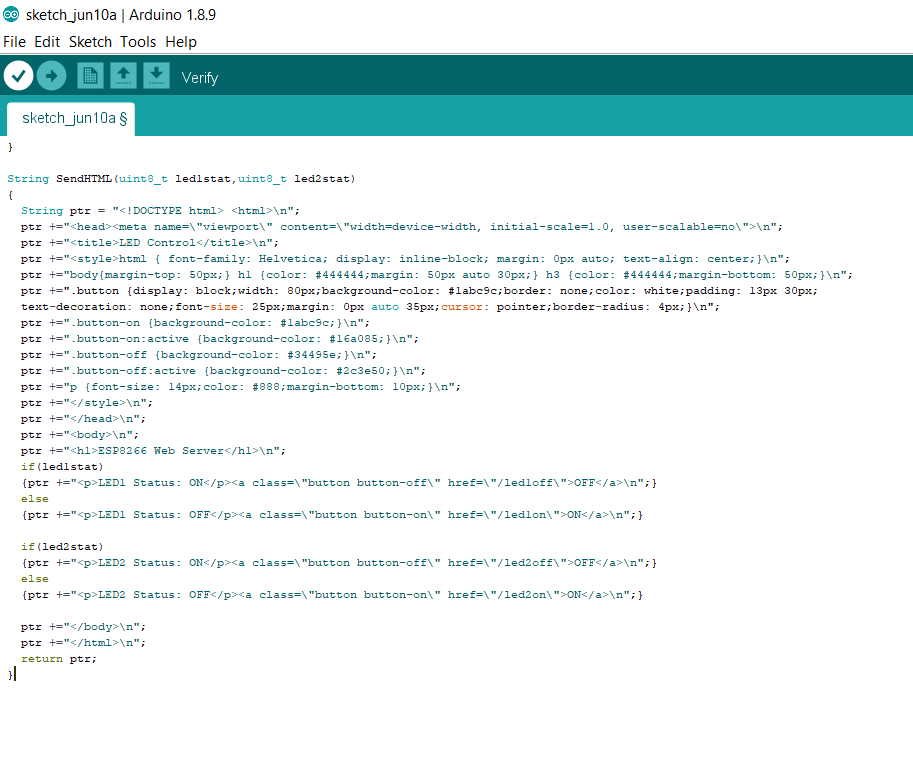 sketch_jun10a | Arduino 1.8.9
File Edit Sketch Tools Help
Verify
sketch_jun10a §
}
String SendHTML(uint8_t led1stat,uint8_t led2stat)
{
String ptr = "<!DOCTYPE html> <html>\n";
ptr +="<head><meta name=\"viewport\" content=\"width=device-width, initial-scale=1.0, user-scalable=no\">\n";
ptr +="<title>LED Control</title>\n";
ptr +="<style>html { font-family: Helvetica; display: inline-block; margin: 0px auto; text-align: center;}\n";
ptr +="body{margin-top: 50px;} h1 {color: #444444;margin: 50px auto 30px;} h3 {color: #444444;margin-bottom: 50px;}\n";
ptr +=".button {display: block;width: 80px;background-color: #1abc9c;border: none;color: white;padding: 13px 30px;
text-decoration: none;font-size: 25px;margin: 0px auto 35px;cursor: pointer;border-radius: 4px;}\n";
ptr +=".button-on {background-color: #1abc9c;}\n";
ptr +=".button-on:active {background-color: #16a085;}\n";
ptr +=".button-off {background-color: #34495e;}\n";
ptr +=".button-off:active {background-color: #2c3e50;}\n";
ptr +="p {font-size: 14px;color: #888;margin-bottom: 10px;}\n";
ptr +="</style>\n";
ptr +="</head>\n";
ptr +="<body>\n";
ptr +="<h1>ESP8266 Web Server</h1>\n";
if(led1stat)
{ptr +="<p>LED1 Status: ON</p><a class=\"button button-off\" href=\"/led1off\">OFF</a>\n";}
else
{ptr +="<p>LED1 Status: OFF</p><a class=\"button button-on\" href=\"/led1on\">ON</a>\n";}
if(led2stat)
{ptr +="<p>LED2 Status: ON</p><a class=\"button button-off\" href=\"/led2off\">OFF</a>\n";}
else
{ptr +="<p>LED2 Status: OFF</p><a class=\"button button-on\" href=\"/led2on\">ON</a>\n";}
ptr +="</body>\n";
ptr +="</html>\n";
return ptr;
}